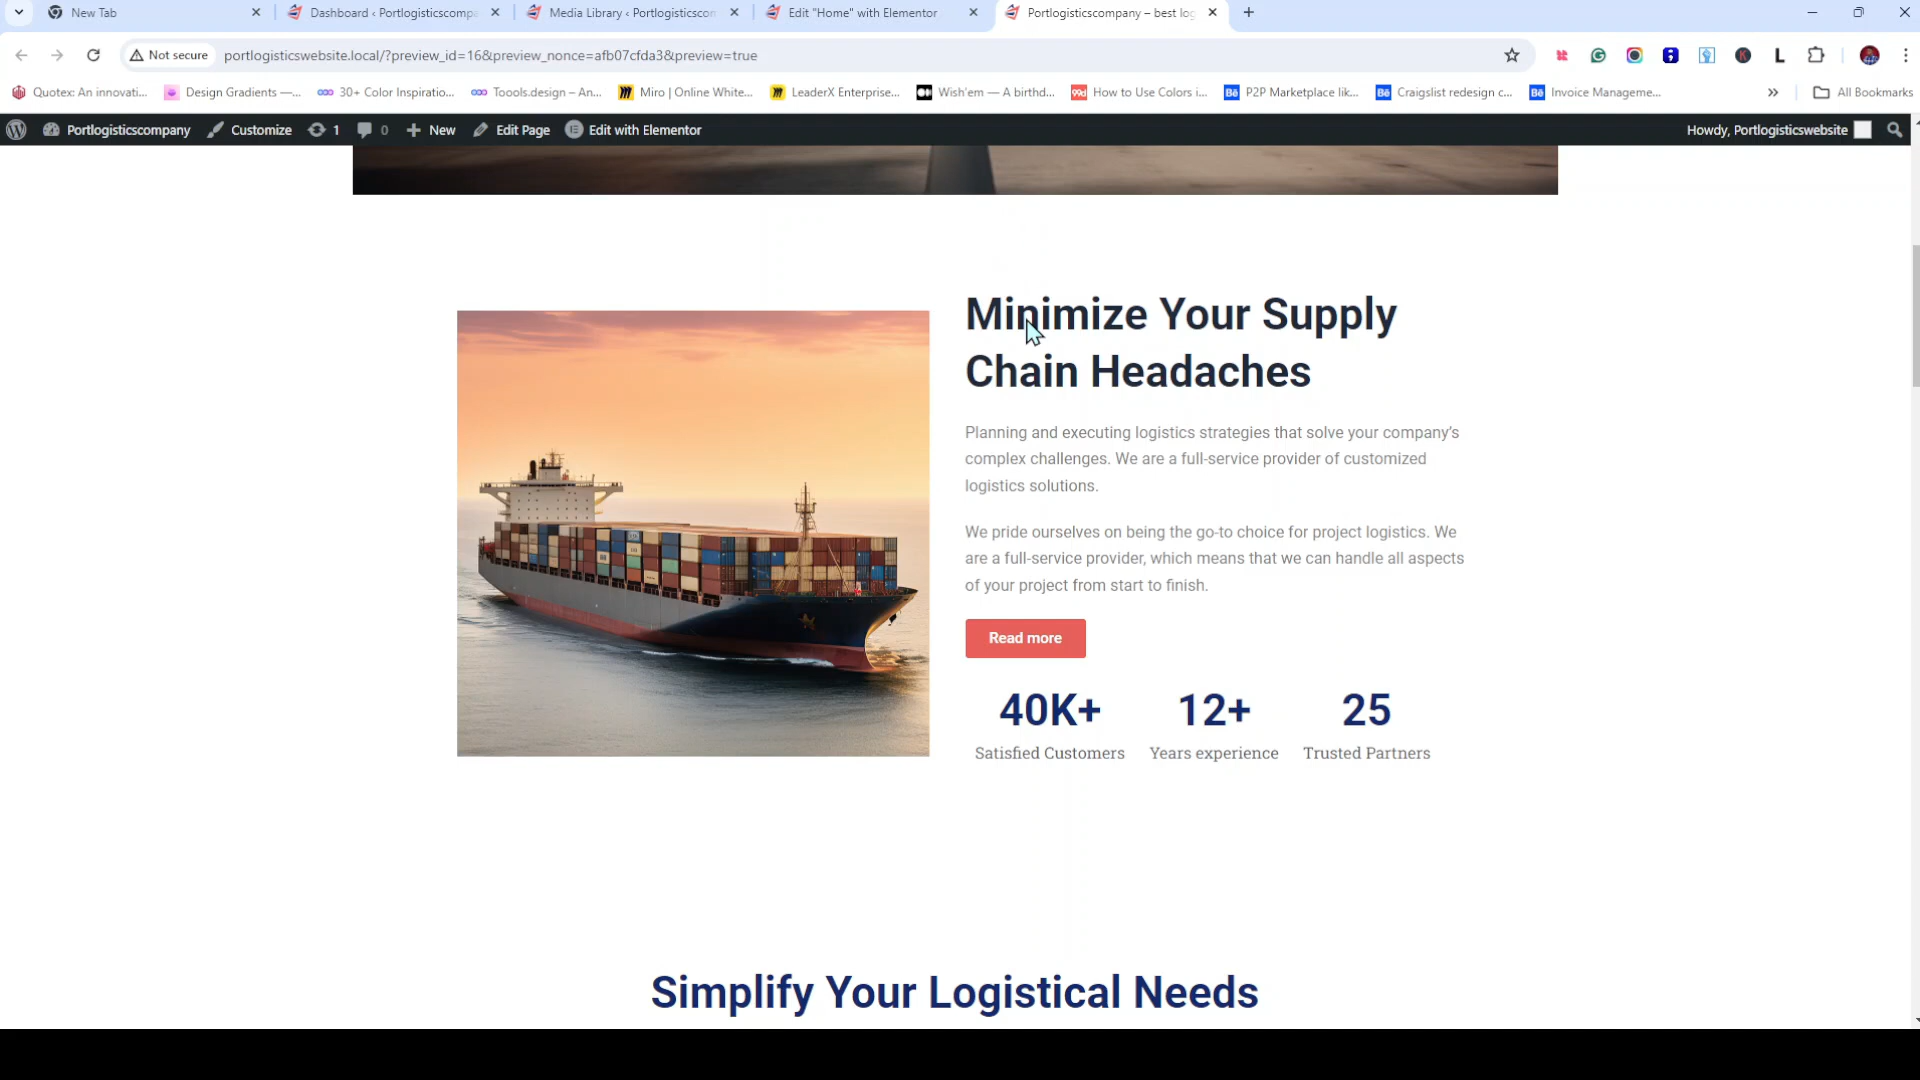 New Tab
Dashboard ‹ Portlogisticscompa
Media Library ‹ Portlogisticscon
Edit "Home" with Elementor
Portlogisticscompany – best log
Not secure
portlogisticswebsite.local/?preview_id=16&preview_nonce=afb07cfda3&preview=true
Quotex: An innovati...
Design Gradients —...
30+ Color Inspiratio...
Toools.design – An...
Miro | Online White...
LeaderX Enterprise...
Wish'em — A birthd...
How to Use Colors i...
P2P Marketplace lik...
Craigslist redesign c...
Invoice Manageme...
All Bookmarks
Portlogisticscompany
Customize
1
0
New
Edit Page
Edit with Elementor
Howdy, Portlogisticswebsite
Minimize Your Supply
Chain Headaches
Planning and executing logistics strategies that solve your company's
complex challenges. We are a full-service provider of customized
logistics solutions.
We pride ourselves on being the go-to choice for project logistics. We
are a full-service provider, which means that we can handle all aspects
of your project from start to finish.
Read more
40K+ 12+ 25
Satisfied Customers Years experience Trusted Partners
Simplify Your Logistical Needs